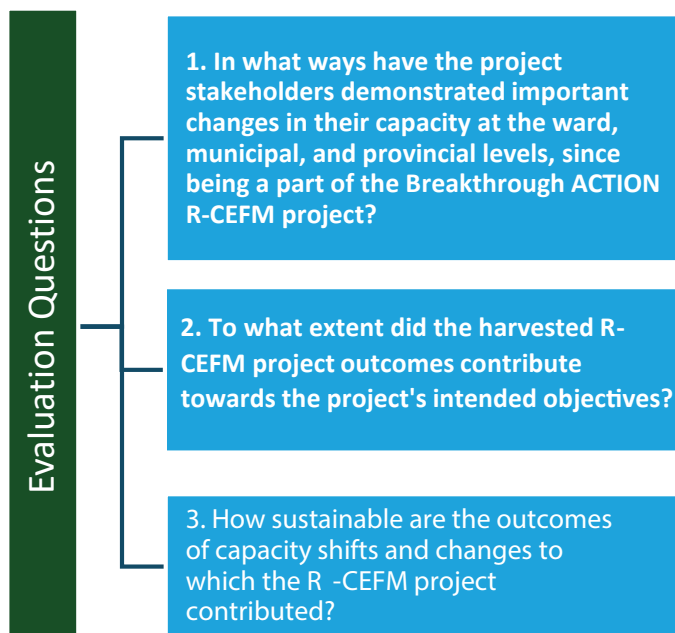 Evaluation Questions
1. In what ways have the project
stakeholders demonstrated important
changes in their capacity at the ward,
municipal, and provincial levels, since
being a part of the Breakthrough ACTION
R-CEFM project?
2. To what extent did the harvested R-
CEFM project outcomes contribute
towards the project's intended objectives?
3. How sustainable are the outcomes
of capacity shifts and changes to
which the R -CEFM project
contributed?